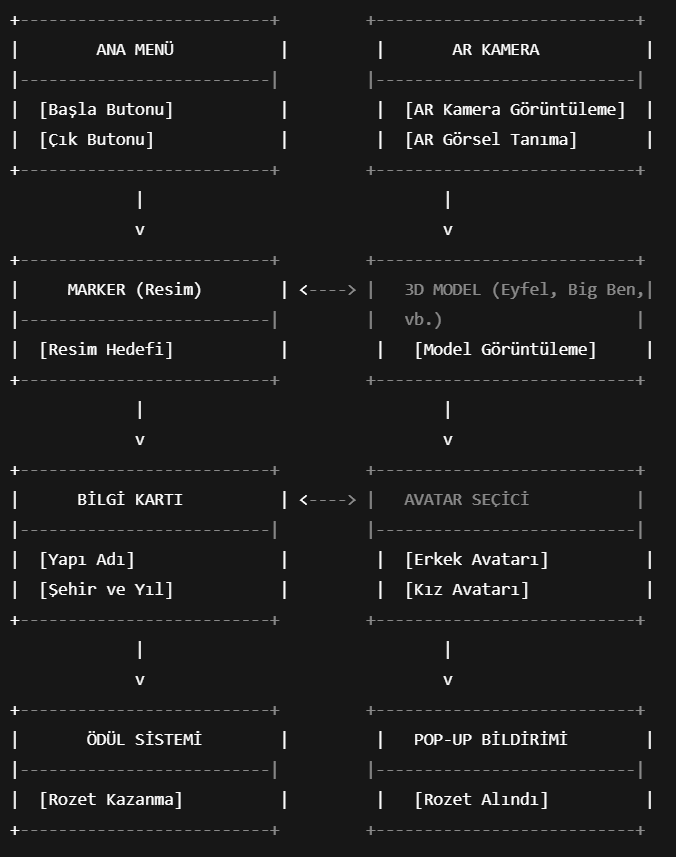 +--------------------------+         +---------------------------+
|        ANA MENÜ           |         |       AR KAMERA           |
|--------------------------|         |---------------------------|
|  [Başla Butonu]           |         |  [AR Kamera Görüntüleme]  |
|  [Çık Butonu]             |         |  [AR Görsel Tanıma]       |
+--------------------------+         +---------------------------+
             |                               |
             v                               v
+--------------------------+         +---------------------------+
|     MARKER (Resim)        | <----> |   3D MODEL (Eyfel, Big Ben,|
|--------------------------|         |   vb.)                    |
|  [Resim Hedefi]           |         |   [Model Görüntüleme]     |
+--------------------------+         +---------------------------+
             |                               |
             v                               v
+--------------------------+         +---------------------------+
|      BİLGİ KARTI          | <----> |   AVATAR SEÇİCİ           |
|--------------------------|         |---------------------------|
|  [Yapı Adı]               |         |  [Erkek Avatarı]          |
|  [Şehir ve Yıl]           |         |  [Kız Avatarı]            |
+--------------------------+         +---------------------------+
             |                               |
             v                               v
+--------------------------+         +---------------------------+
|       ÖDÜL SİSTEMİ        |         |   POP-UP BİLDİRİMİ        |
|--------------------------|         |---------------------------|
|  [Rozet Kazanma]          |         |   [Rozet Alındı]          |
+--------------------------+         +---------------------------+